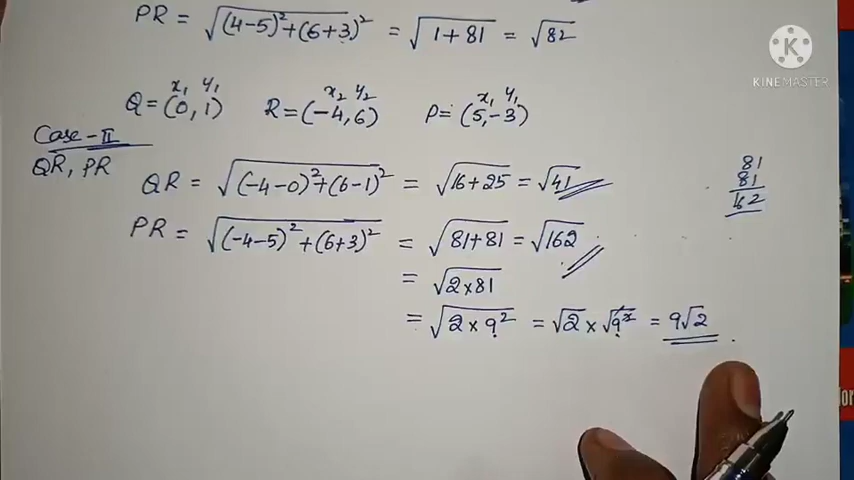 PR = √(4-5)²+(6+3)² = √1+81 = √82
KINEMASTER
x₁ y₁ x₂ y₂ x₁ y₁
Q=(0,1) R=(-4,6) P=(5,-3)
Case-II
QR, PR
QR = √(-4-0)²+(6-1)² = √16+25 = √41
81
81
162
PR = √(-4-5)²+(6+3)² = √81+81 = √162
= √2×81
= √2×9² = √2 × √9² = 9√2